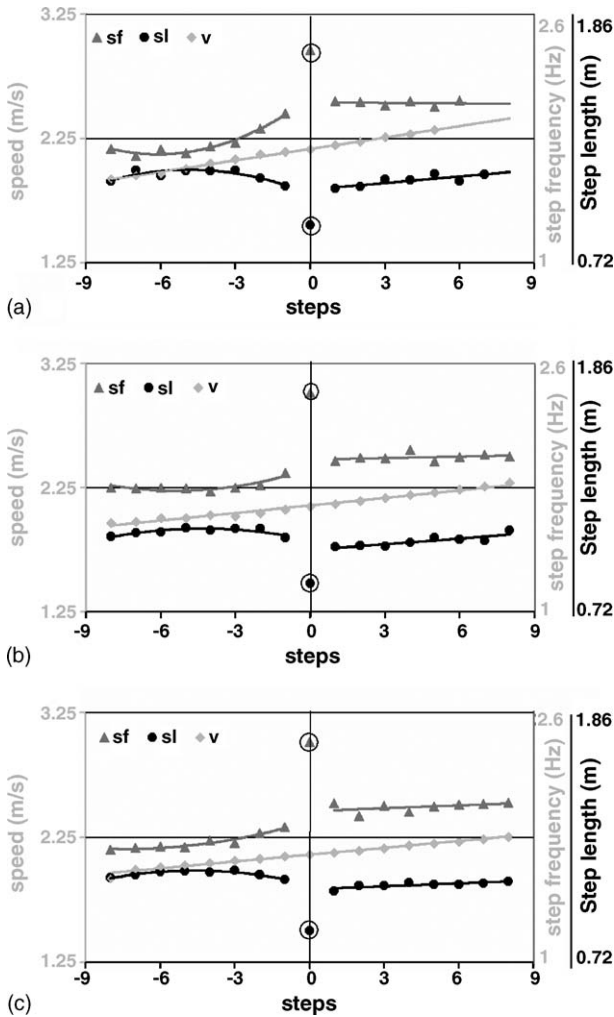 3.25
sf sl v
2.6
1.86
speed (m/s)
2.25
step frequency (Hz)
Step length (m)
1.25
1
0.72
-9 -6 -3 0 3 6 9
(a)
steps
3.25
sf sl v
2.6
1.86
speed (m/s)
2.25
step frequency (Hz)
Step length (m)
1.25
1
0.72
-9 -6 -3 0 3 6 9
(b)
steps
3.25
sf sl v
2.6
1.86
speed (m/s)
2.25
step frequency (Hz)
Step length (m)
1.25
1
0.72
-9 -6 -3 0 3 6 9
(c)
steps